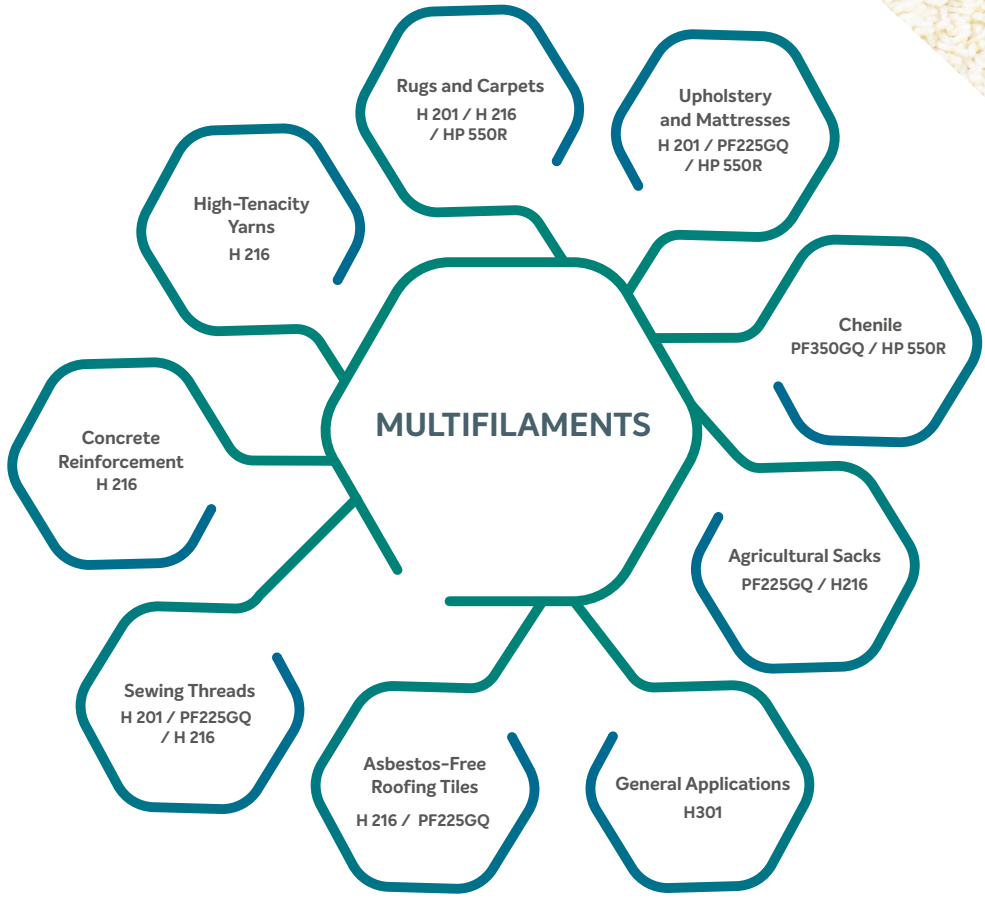 Rugs and Carpets
H 201 / H 216
/ HP 550R
Upholstery
and Mattresses
H 201 / PF225GQ
/ HP 550R
High-Tenacity
Yarns
H 216
Chenile
PF350GQ / HP 550R
MULTIFILAMENTS
Concrete
Reinforcement
H 216
Agricultural Sacks
PF225GQ / H216
Sewing Threads
H 201 / PF225GQ
/ H 216
Asbestos-Free
Roofing Tiles
H 216 / PF225GQ
General Applications
H301